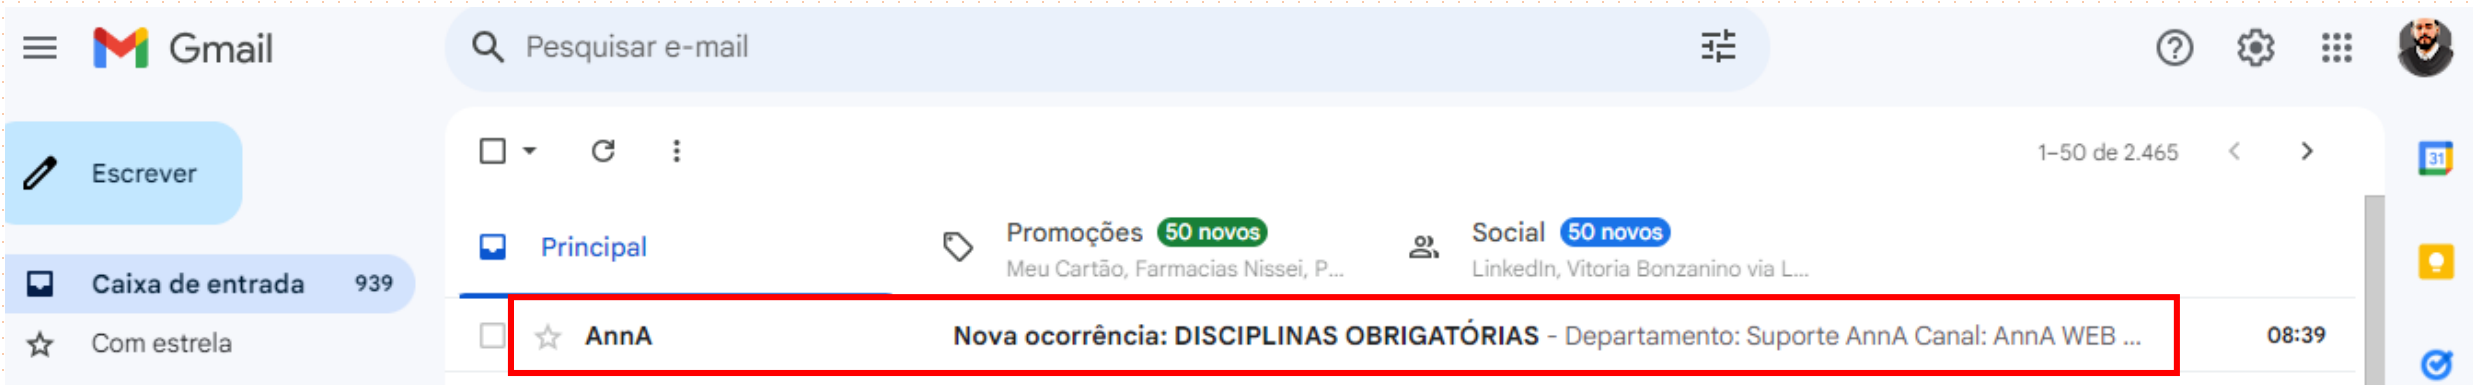 Gmail
Pesquisar e-mail
Escrever
1–50 de 2.465
31
Principal
Promoções 50 novos
Meu Cartão, Farmacias Nissei, P...
Social 50 novos
LinkedIn, Vitoria Bonzanino via L...
Caixa de entrada 939
Com estrela
AnnA Nova ocorrência: DISCIPLINAS OBRIGATÓRIAS - Departamento: Suporte AnnA Canal: AnnA WEB ... 08:39